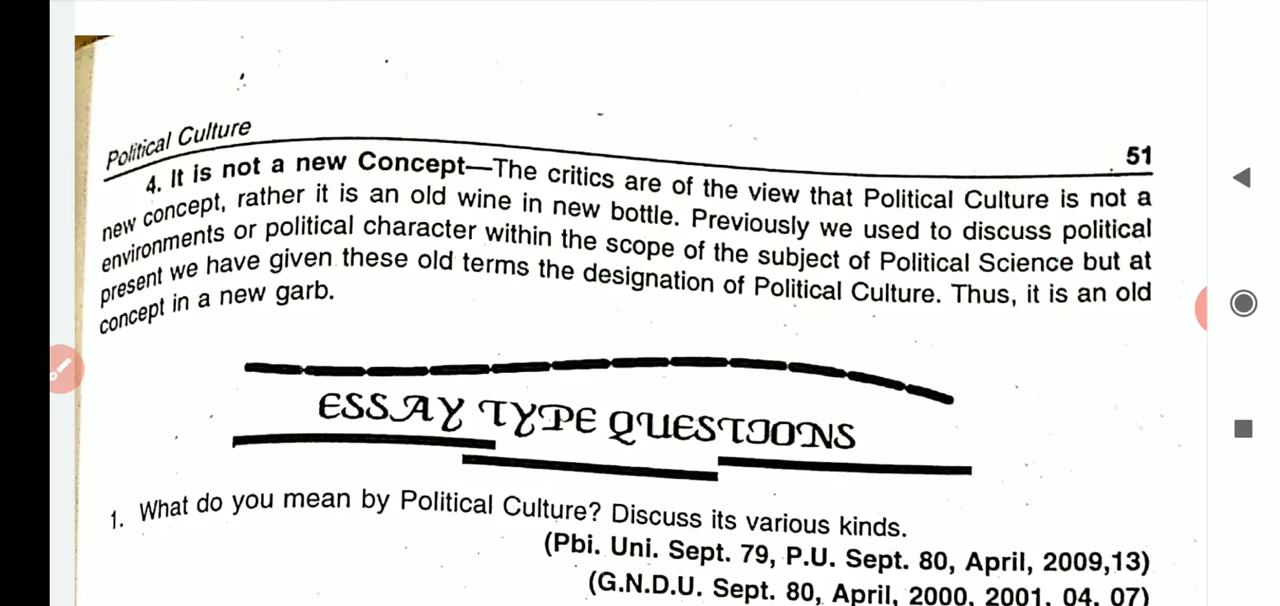 Political Culture
51
4. It is not a new Concept—The critics are of the view that Political Culture is not a
new concept, rather it is an old wine in new bottle. Previously we used to discuss political
environments or political character within the scope of the subject of Political Science but at
present we have given these old terms the designation of Political Culture. Thus, it is an old
concept in a new garb.
ESSAY TYPE QUESTIONS
1. What do you mean by Political Culture? Discuss its various kinds.
(Pbi. Uni. Sept. 79, P.U. Sept. 80, April, 2009,13)
(G.N.D.U. Sept. 80, April, 2000, 2001, 04, 07)